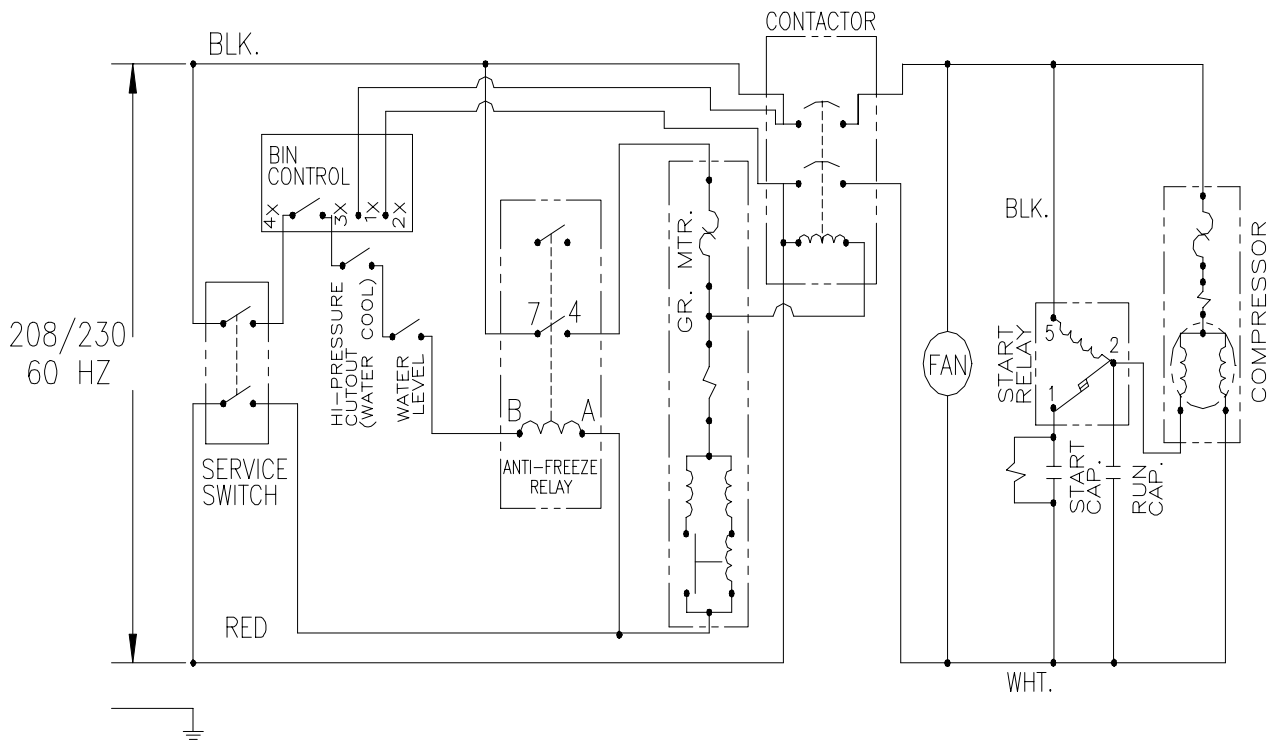 CONTACTOR
BLK.
BIN
CONTROL
4X
3X
1X
2X
208/230
60 HZ
HI-PRESSURE
CUTOUT
(WATER COOL)
WATER
LEVEL
7
4
B
A
ANTI-FREEZE
RELAY
SERVICE
SWITCH
RED
GR. MTR.
FAN
BLK.
START
RELAY
5
2
1
START
CAP.
RUN
CAP.
COMPRESSOR
WHT.